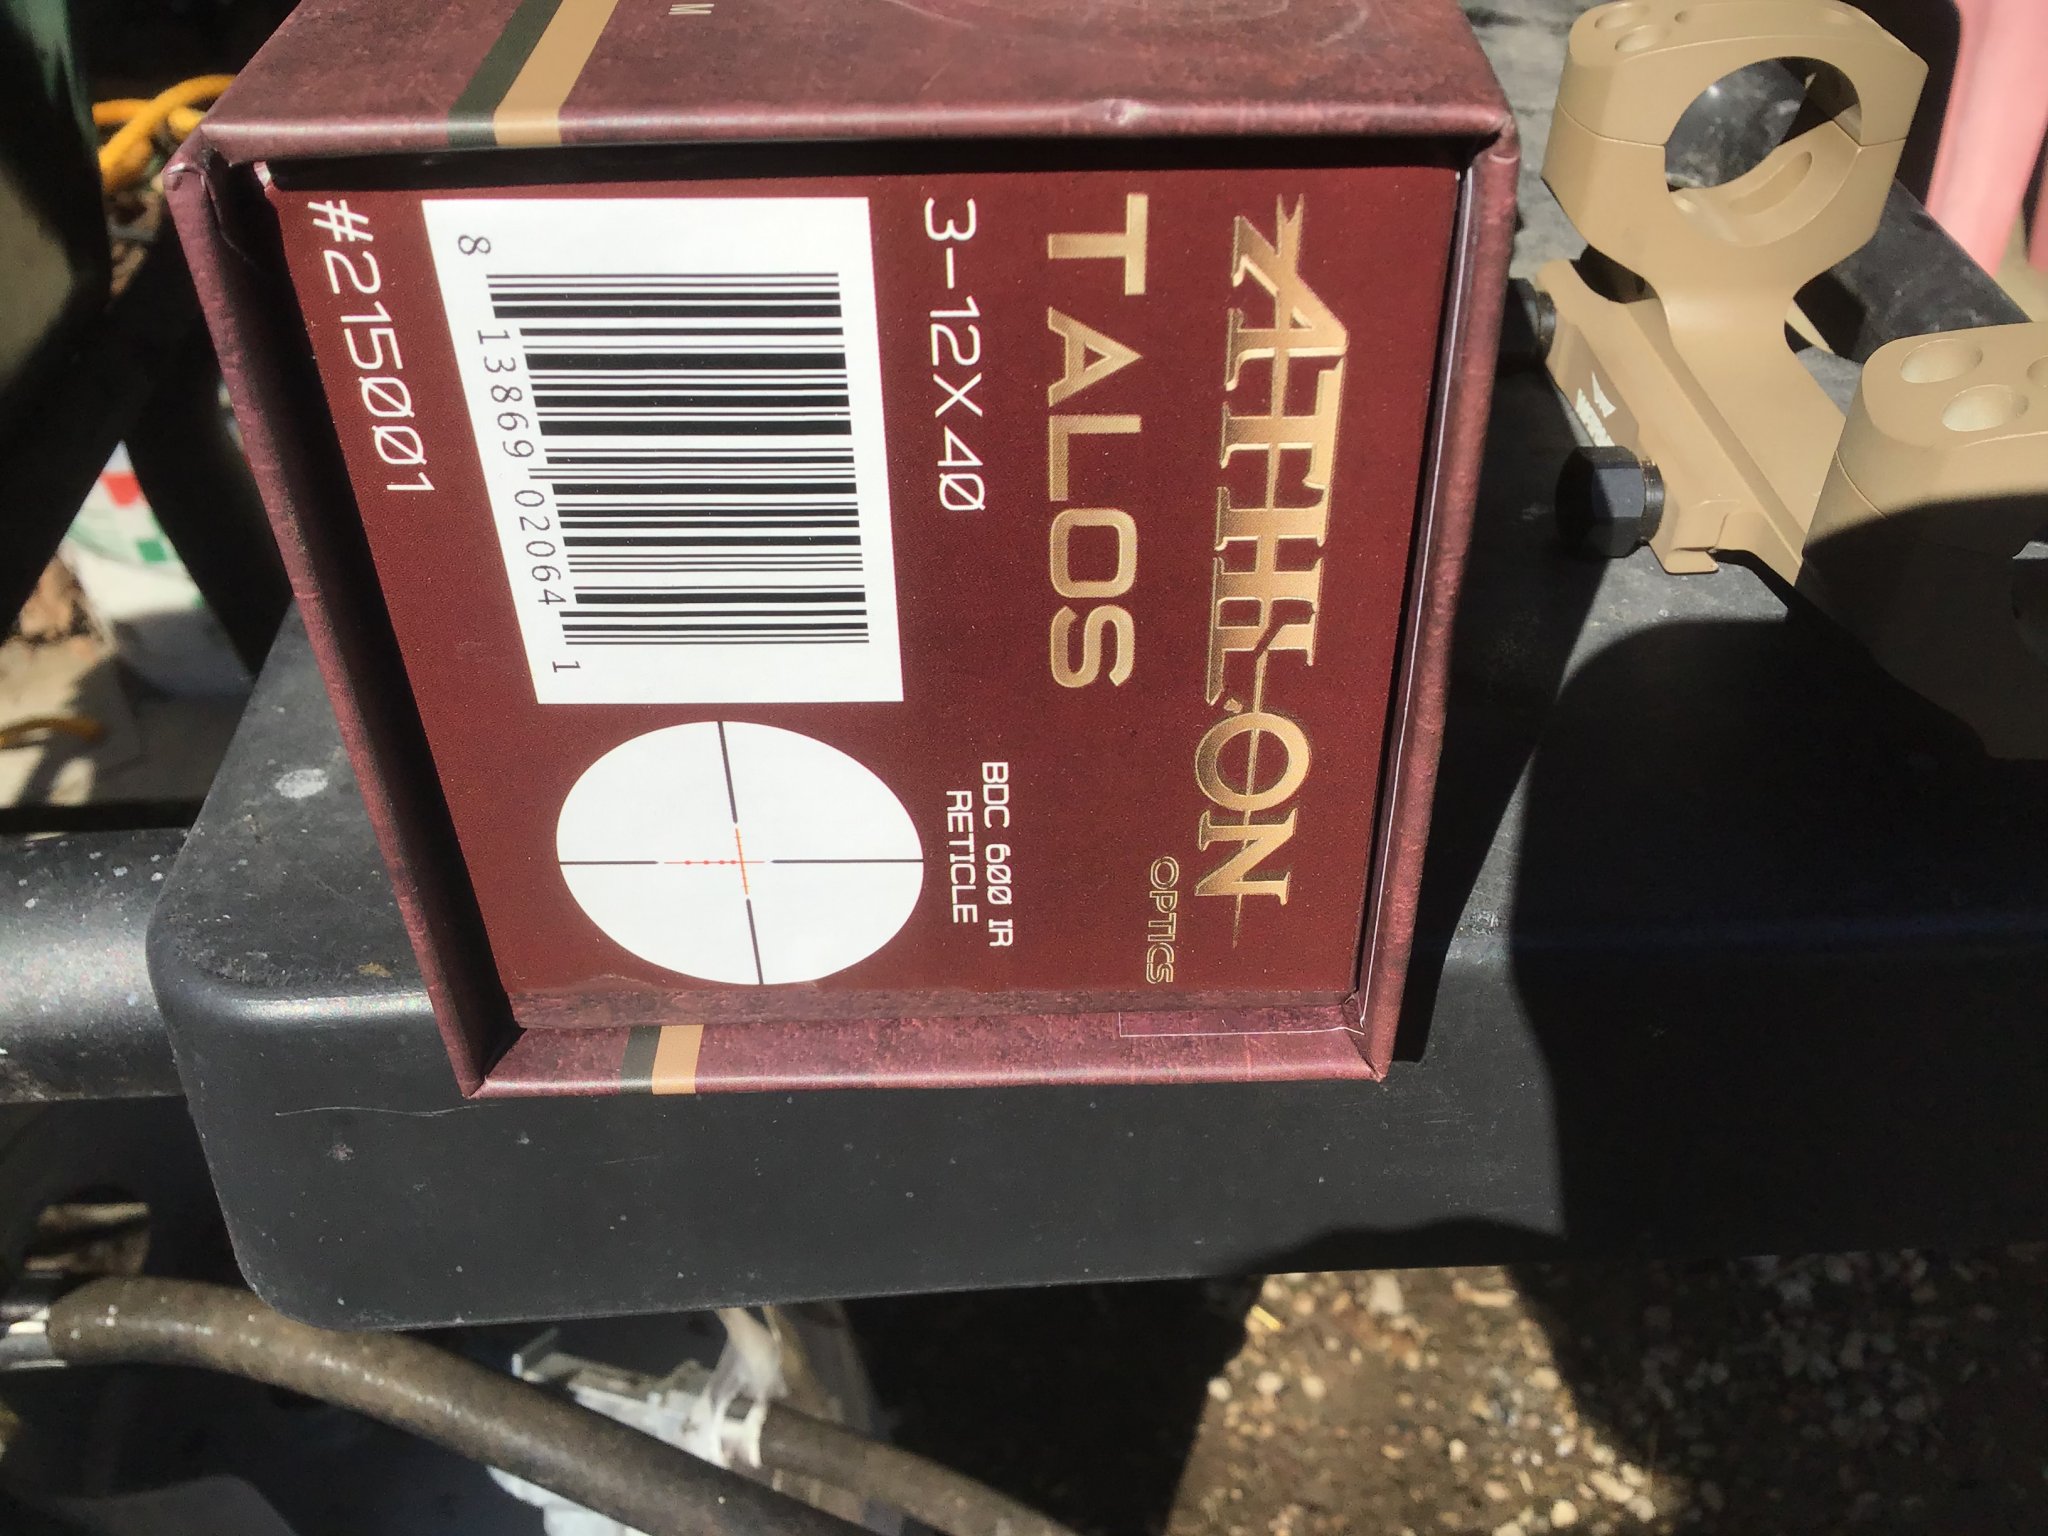 ATHLON
OPTICS
TALOS
3-12X40
BDC 600 IR
RETICLE
8 13869 02064 1
#215001
M